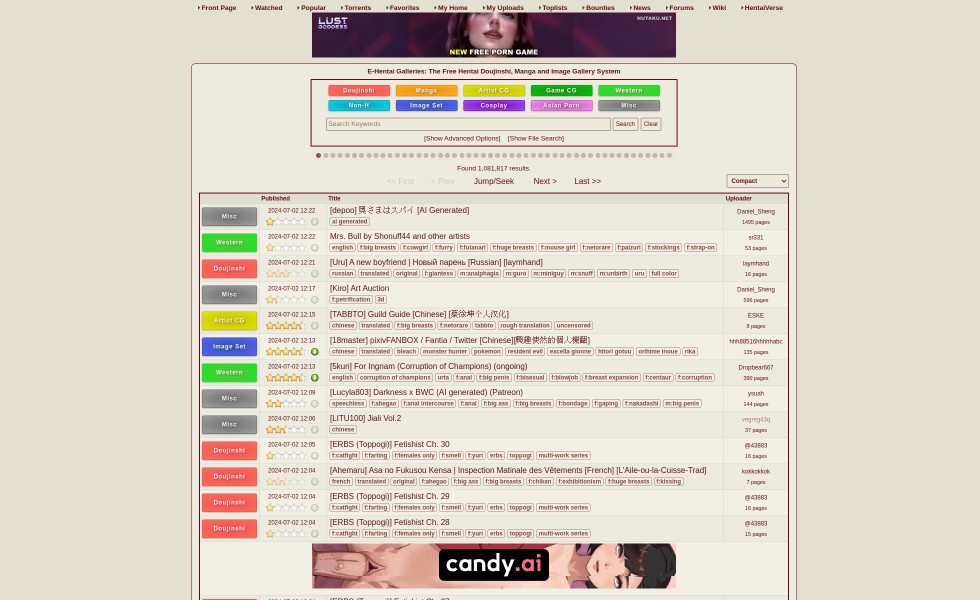 Front Page Watched Popular Torrents Favorites My Home My Uploads Toplists Bounties News Forums Wiki HentaiVerse
LUST GODDESS
NUTAKU.NET
NEW FREE PORN GAME
E-Hentai Galleries: The Free Hentai Doujinshi, Manga and Image Gallery System
Doujinshi Manga Artist CG Game CG Western
Non-H Image Set Cosplay Asian Porn Misc
Search Keywords Search Clear
[Show Advanced Options] [Show File Search]
Found 1,081,817 results.
<< First < Prev Jump/Seek Next > Last >> Compact
Published Title Uploader
Misc 2024-07-02 12:22 [depoo] 奥さまはスパイ [AI Generated] Daniel_Sheng
ai generated 1495 pages
Western 2024-07-02 12:22 Mrs. Bull by Shonuff44 and other artists sr331
english f:big breasts f:cowgirl f:furry f:futanari f:huge breasts f:mouse girl f:netorare f:paizuri f:stockings f:strap-on 53 pages
Doujinshi 2024-07-02 12:21 [Uru] A new boyfriend | Новый парень [Russian] [laymhand] laymhand
russian translated original f:giantess m:analphagia m:guro m:miniguy m:snuff m:unbirth uru full color 16 pages
Misc 2024-07-02 12:17 [Kiro] Art Auction Daniel_Sheng
f:petrification 3d 596 pages
Artist CG 2024-07-02 12:15 [TABBTO] Guild Guide [Chinese] [蔡徐坤个人汉化] ESKE
chinese translated f:big breasts f:netorare tabbto rough translation uncensored 8 pages
Image Set 2024-07-02 12:13 [18master] pixivFANBOX / Fantia / Twitter [Chinese][興趣使然的個人機翻] hhh88516hhhhhabc
chinese translated bleach monster hunter pokemon resident evil excella gionne hitori gotou orihime inoue rika 135 pages
Western 2024-07-02 12:13 [5kun] For Ingnam (Corruption of Champions) (ongoing) Dropbear667
english corruption of champions urta f:anal f:big penis f:bisexual f:blowjob f:breast expansion f:centaur f:corruption 390 pages
Misc 2024-07-02 12:09 [Lucyla803] Darkness x BWC (AI generated) (Patreon) ysuah
speechless f:ahegao f:anal intercourse f:anal f:big ass f:big breasts f:bondage f:gaping f:nakadashi m:big penis 144 pages
Misc 2024-07-02 12:06 [LITU100] Jiali Vol.2 vegreg43q
chinese 37 pages
Doujinshi 2024-07-02 12:05 [ERBS (Toppogi)] Fetishist Ch. 30 @43883
f:catfight f:farting f:females only f:smell f:yuri erbs toppogi multi-work series 16 pages
Doujinshi 2024-07-02 12:04 [Ahemaru] Asa no Fukusou Kensa | Inspection Matinale des Vêtements [French] [L'Aile-ou-la-Cuisse-Trad] kokkokkok
french translated original f:ahegao f:big ass f:big breasts f:chikan f:exhibitionism f:huge breasts f:kissing 7 pages
Doujinshi 2024-07-02 12:04 [ERBS (Toppogi)] Fetishist Ch. 29 @43883
f:catfight f:farting f:females only f:smell f:yuri erbs toppogi multi-work series 16 pages
Doujinshi 2024-07-02 12:04 [ERBS (Toppogi)] Fetishist Ch. 28 @43883
f:catfight f:farting f:females only f:smell f:yuri erbs toppogi multi-work series 15 pages
candy.ai